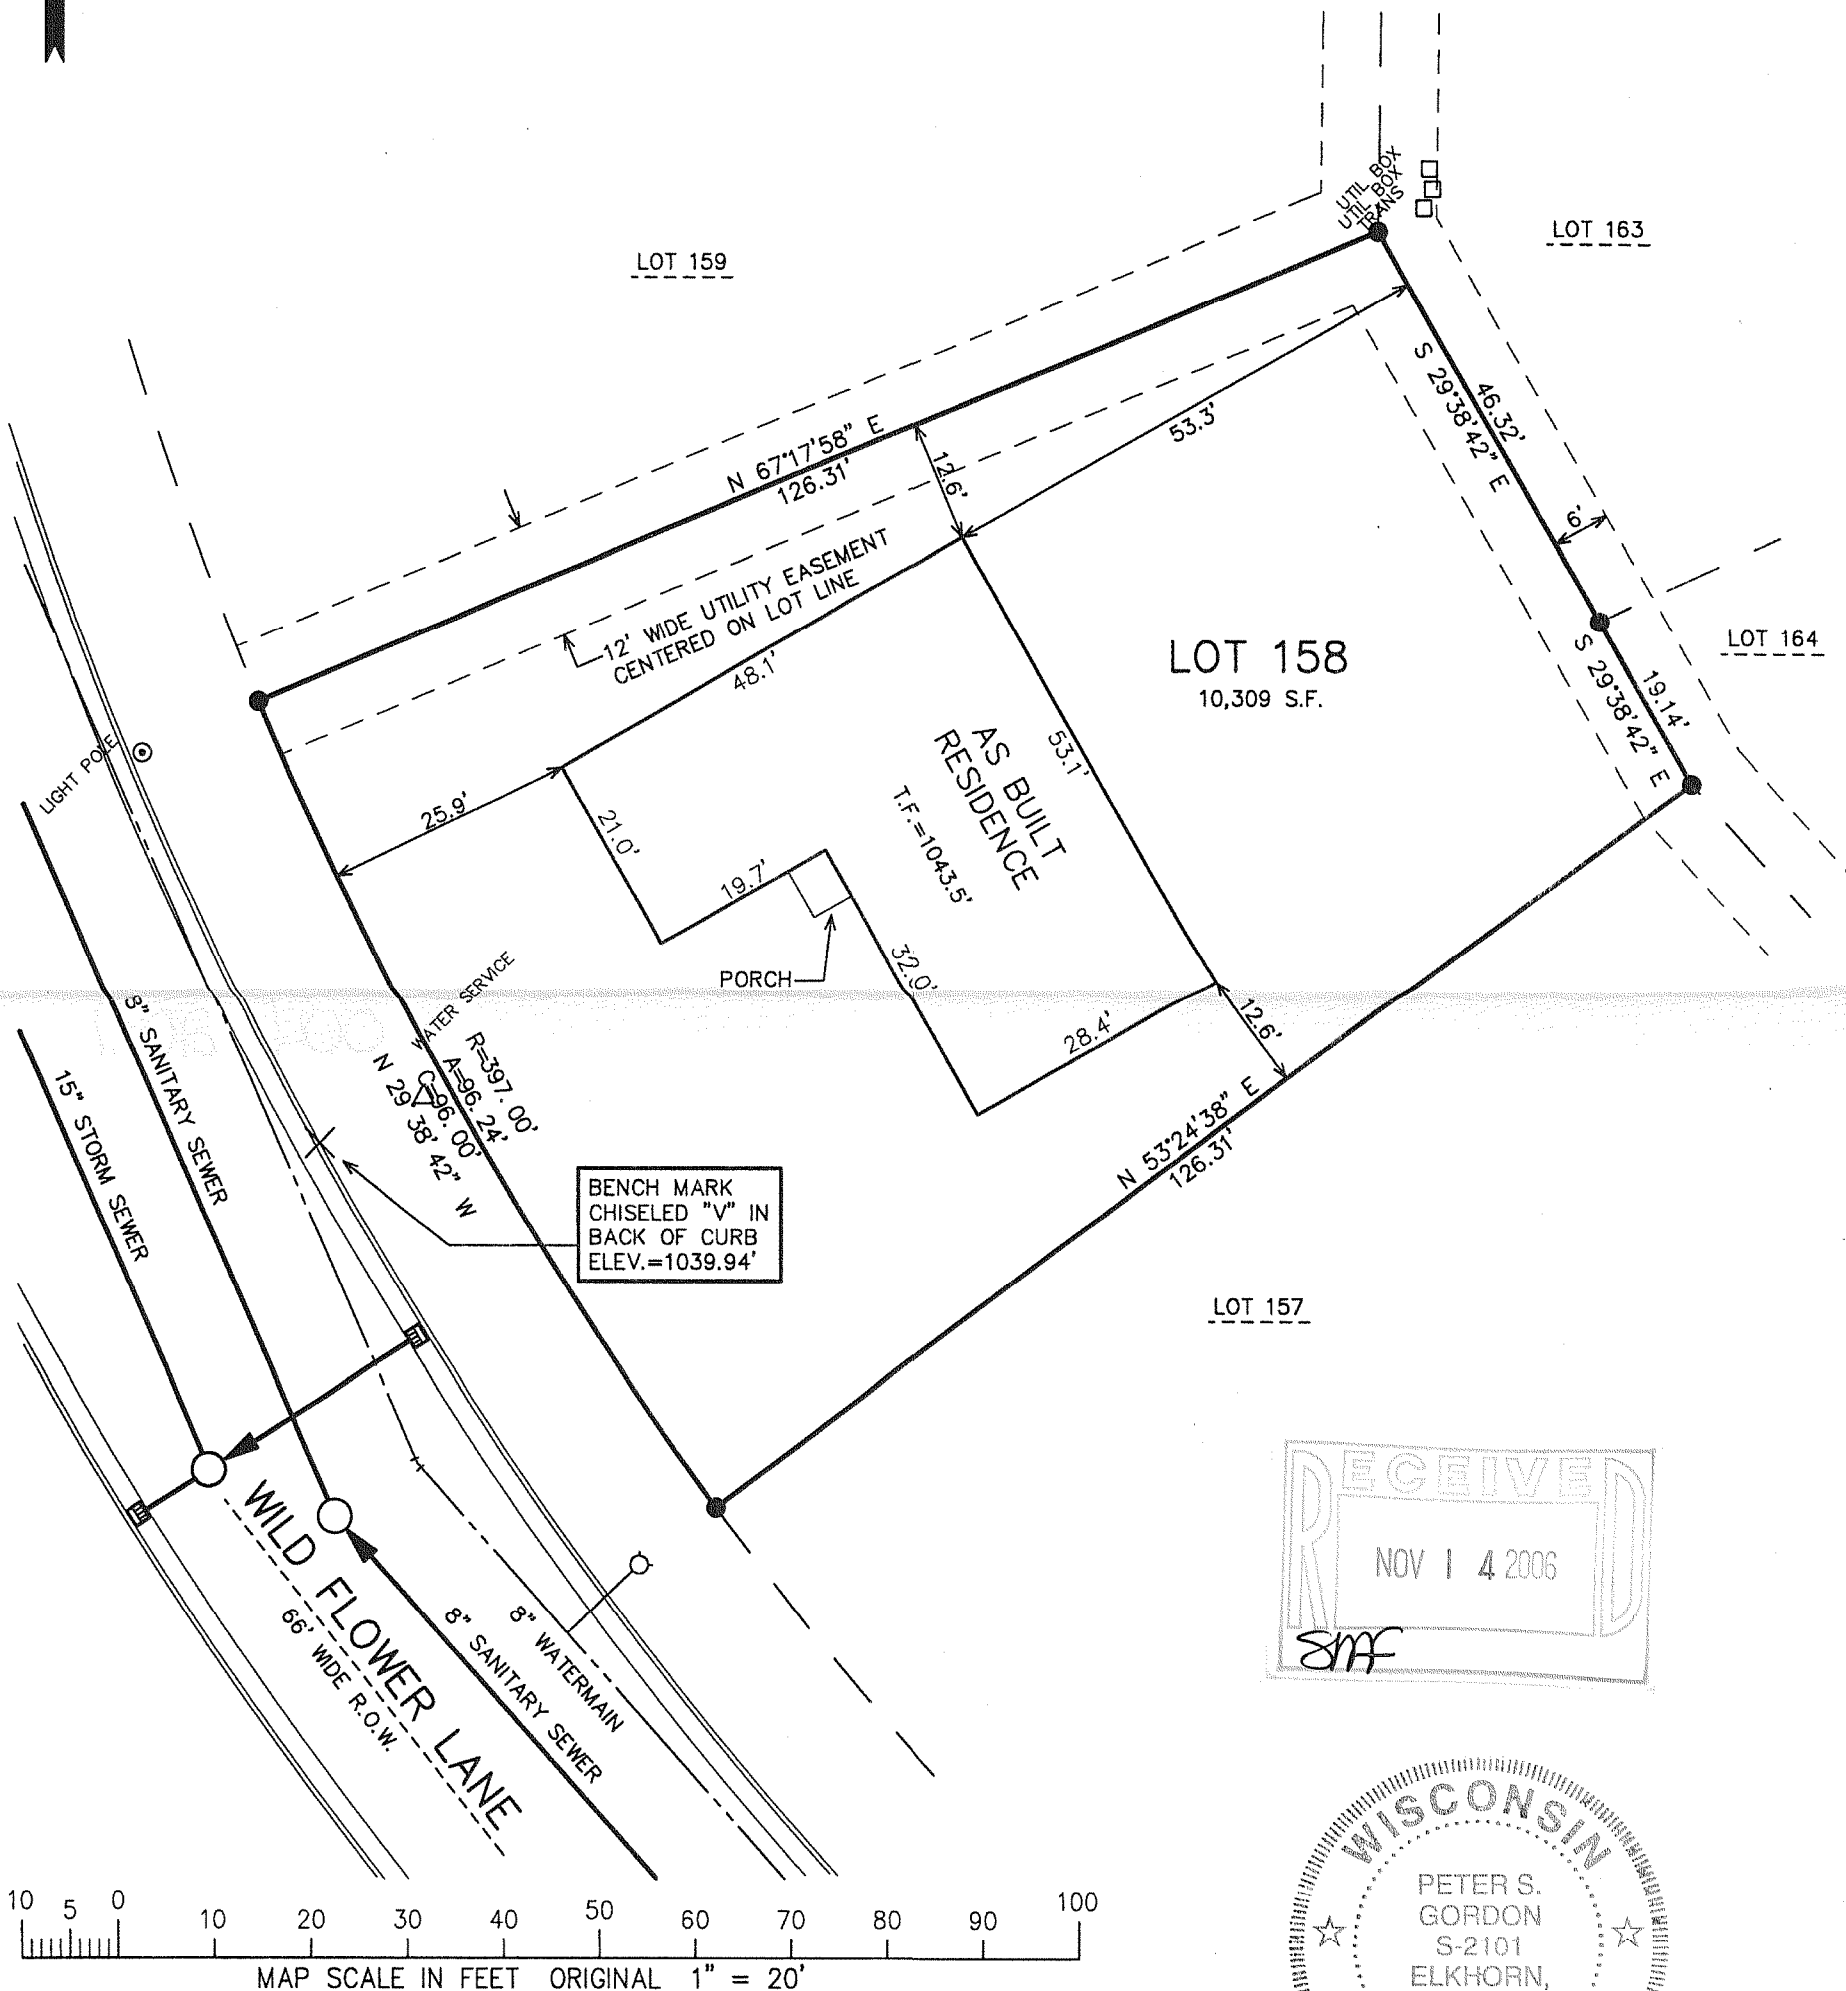 UTIL BOX
UTIL BOX
TRANS
LOT 163
LOT 159
N 67°17'58" E
126.31'
12.6'
53.3'
S 29°38'42" E
46.32'
6'
12' WIDE UTILITY EASEMENT
CENTERED ON LOT LINE
48.1'
LOT 158
10,309 S.F.
LOT 164
S 29°38'42" E
19.14'
LIGHT POLE
25.9'
21.0'
19.7'
AS BUILT
RESIDENCE
T.F.=1043.5'
53.1'
PORCH
32.0'
28.4'
12.6'
WATER SERVICE
R=397.00'
A=96.24'
C=96.00'
N 29°38'42" W
8" SANITARY SEWER
15" STORM SEWER
N 53°24'38" E
126.31'
BENCH MARK
CHISELED "V" IN
BACK OF CURB
ELEV.=1039.94'
LOT 157
WILD FLOWER LANE
66' WIDE R.O.W.
8" SANITARY SEWER
8" WATERMAIN
RECEIVED
NOV 14 2006
WISCONSIN
PETER S.
GORDON
S-2101
ELKHORN,
10 5 0 10 20 30 40 50 60 70 80 90 100
MAP SCALE IN FEET ORIGINAL 1" = 20'